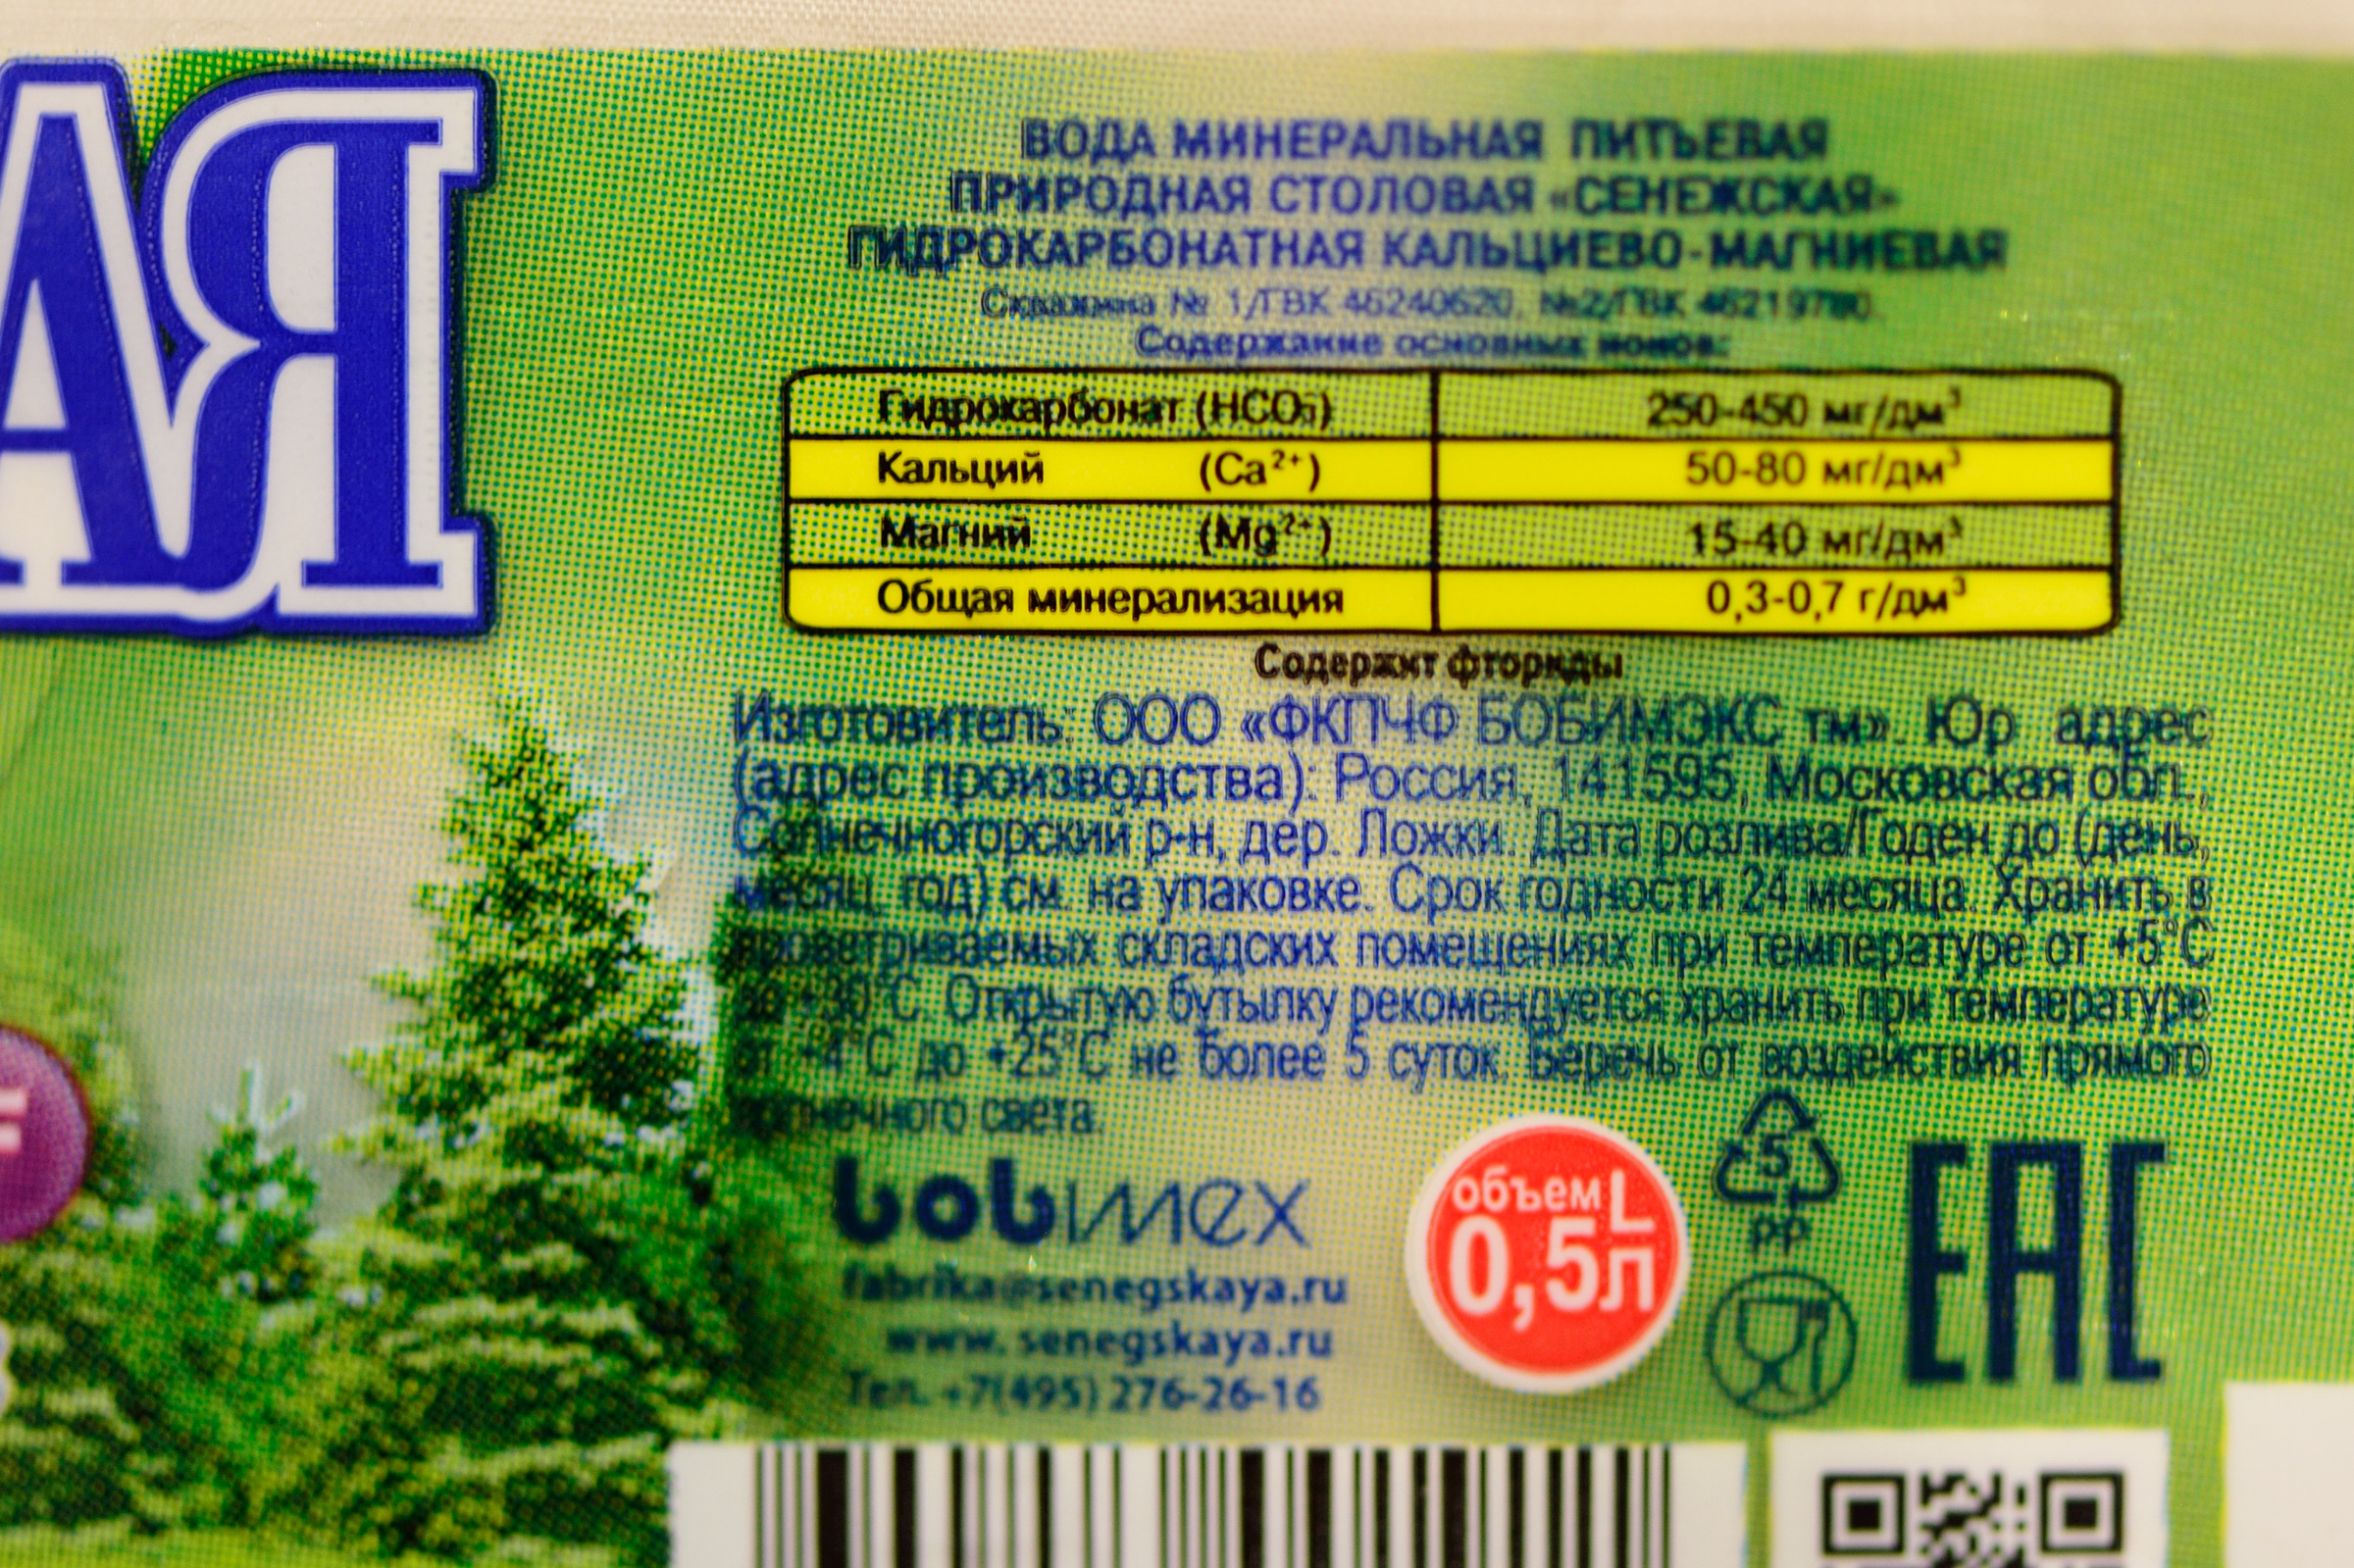 АЯ
ВОДА МИНЕРАЛЬНАЯ ПИТЬЕВАЯ
ПРИРОДНАЯ СТОЛОВАЯ «СЕНЕЖСКАЯ»
ГИДРОКАРБОНАТНАЯ КАЛЬЦИЕВО-МАГНИЕВАЯ
Скважина № 1/ГВК 46240620, №2/ГВК 46219780.
Содержание основных ионов:
Гидрокарбонат (HCO₃⁻) 250-450 мг/дм³
Кальций (Ca²⁺) 50-80 мг/дм³
Магний (Mg²⁺) 15-40 мг/дм³
Общая минерализация 0,3-0,7 г/дм³
Содержит фториды
Изготовитель: ООО «ФКПЧФ БОБИМЭКС тм». Юр адрес
(адрес производства): Россия, 141595, Московская обл.,
Солнечногорский р-н, дер. Ложки. Дата розлива/Годен до (день,
месяц, год) см. на упаковке. Срок годности 24 месяца. Хранить в
проветриваемых складских помещениях при температуре от +5°С
до +30°С. Открытую бутылку рекомендуется хранить при температуре
от +4°С до +25°С не более 5 суток. Беречь от воздействия прямого
солнечного света.
bobimex
fabrika@senegskaya.ru
www.senegskaya.ru
Тел. +7(495) 276-26-16
объем L
0,5л
5
PP
EAC